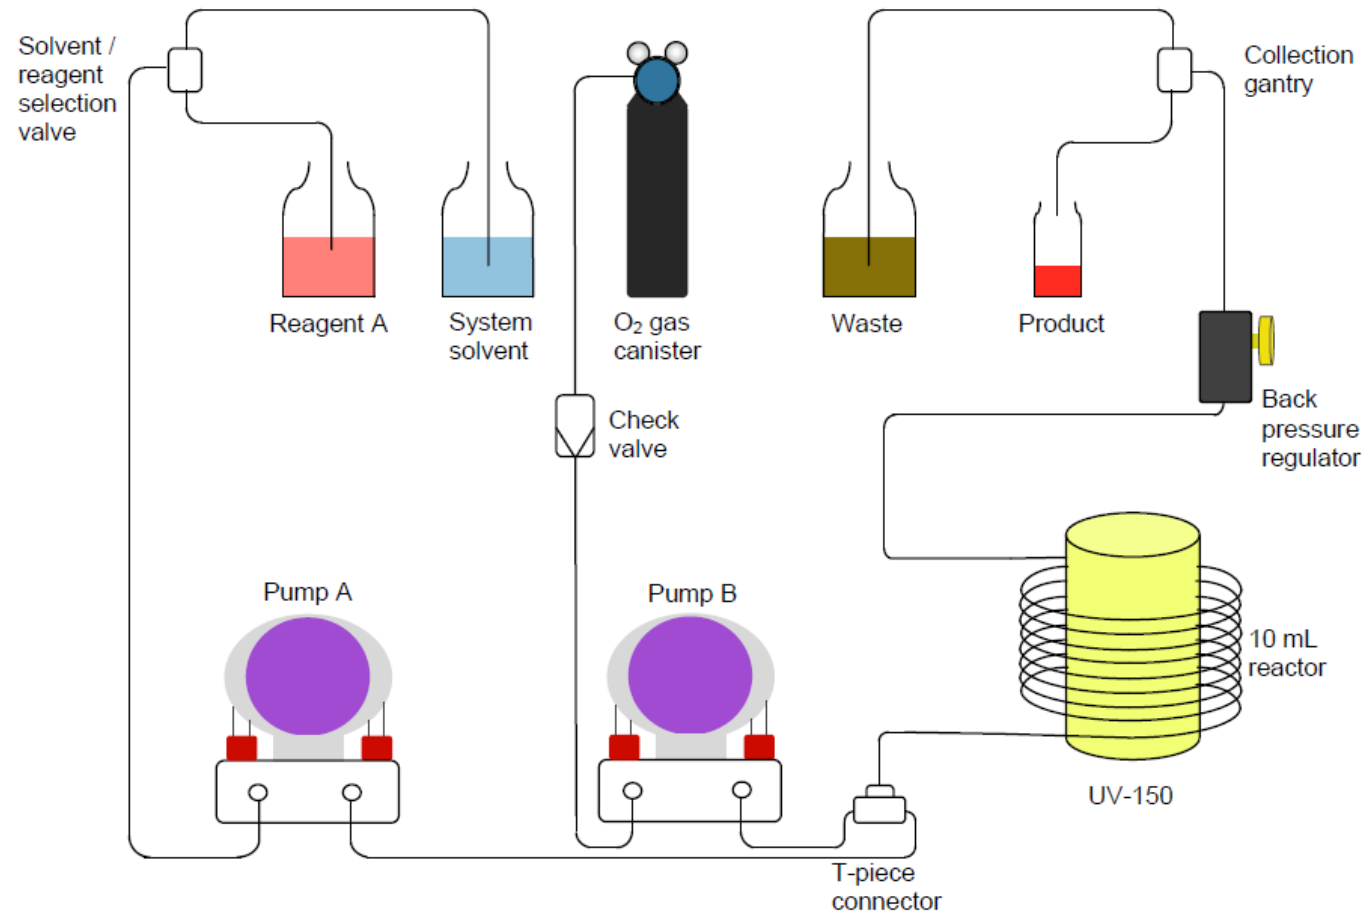 Solvent /
reagent
selection
valve
Collection
gantry
Reagent A
System
solvent
O₂ gas
canister
Waste
Product
Check
valve
Back
pressure
regulator
Pump A
Pump B
10 mL
reactor
UV-150
T-piece
connector